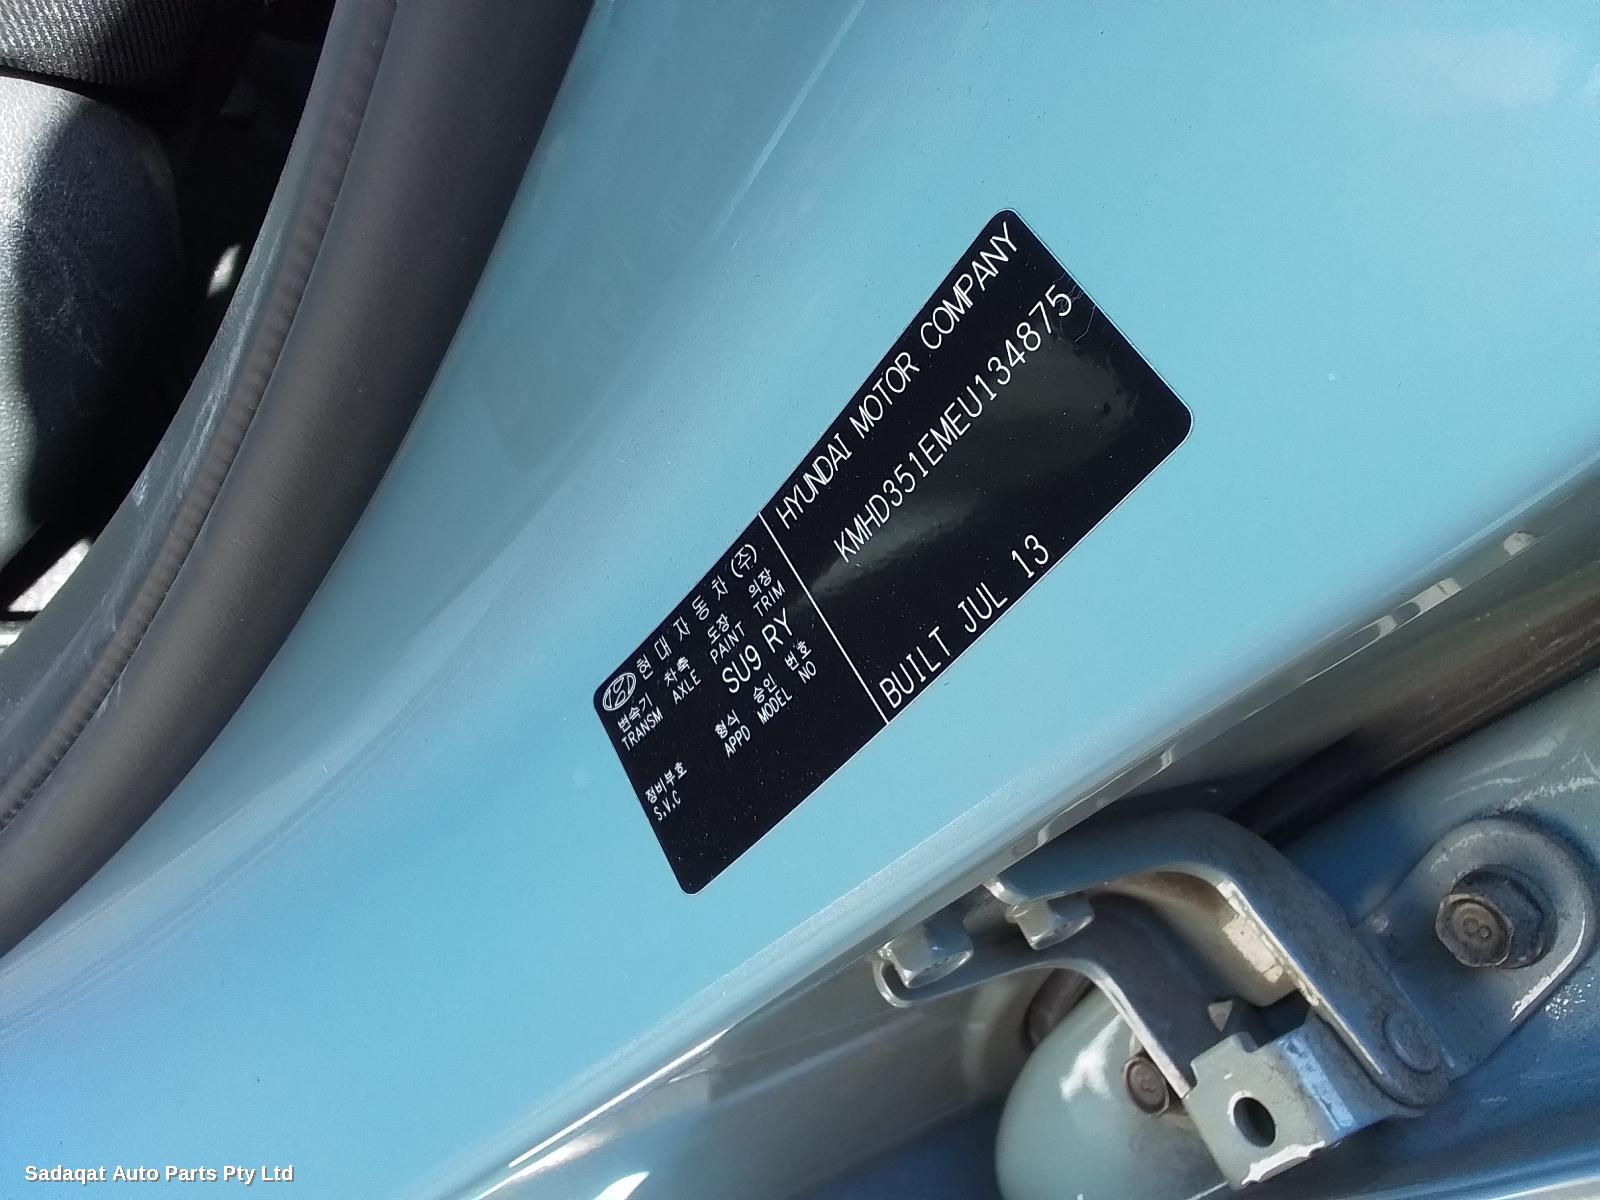 현대자동차(주)
변속기 차축 도장 의장
TRANSM AXLE PAINT TRIM
SU9 RY
형식 승인 번호
APPD MODEL NO
정비부호
S.V.C
HYUNDAI MOTOR COMPANY
KMHD351EMEU134875
BUILT JUL 13
8
Sadaqat Auto Parts Pty Ltd